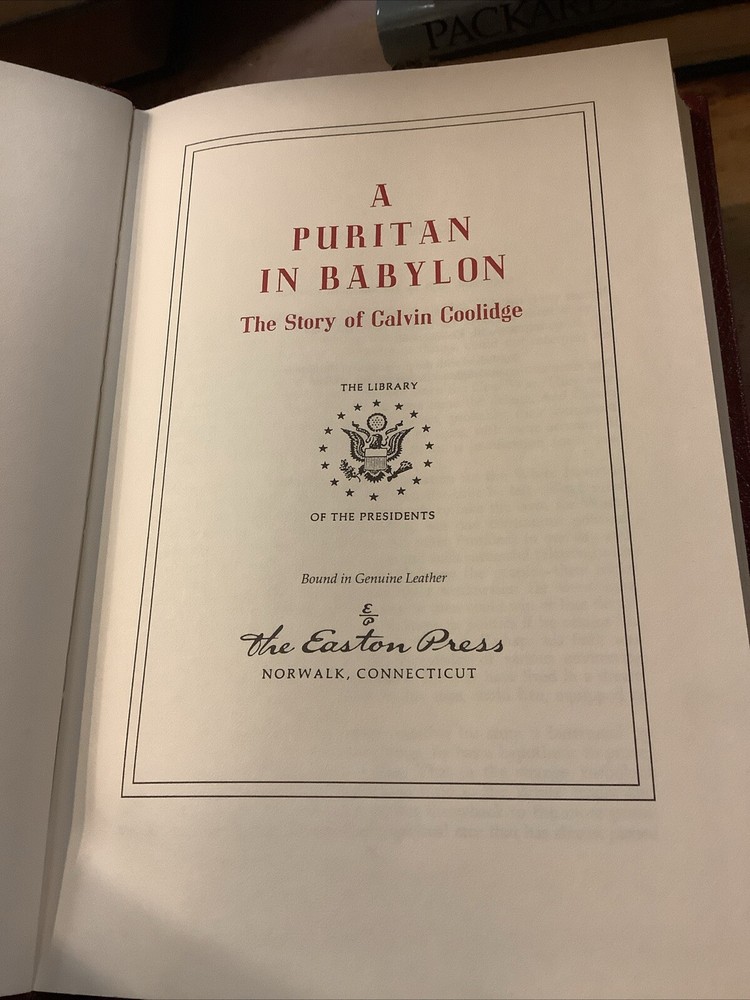 PACKARD
A
PURITAN
IN BABYLON
The Story of Calvin Coolidge
THE LIBRARY
OF THE PRESIDENTS
Bound in Genuine Leather
E
P
The Easton Press
NORWALK, CONNECTICUT